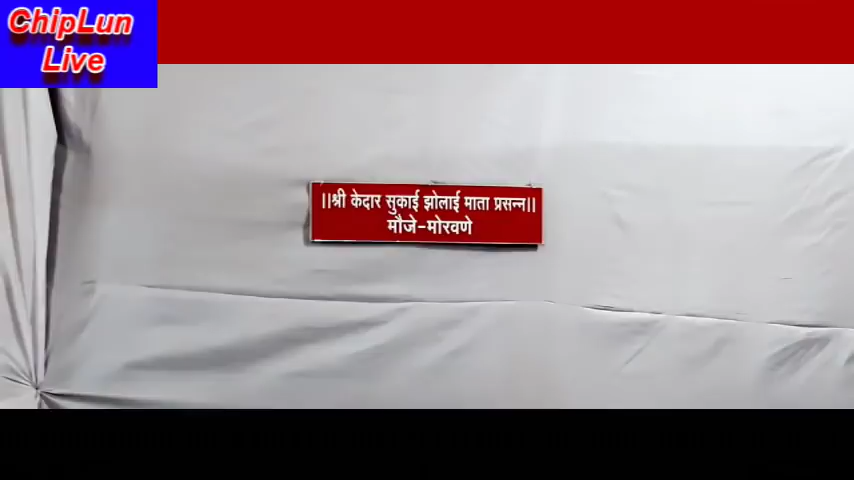 ChipLun
Live
||श्री केदार सुकाई झोलाई माता प्रसन्न||
मौजे-मोरवणे